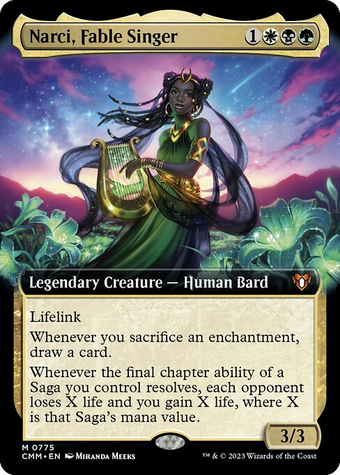 Narci, Fable Singer 1
Legendary Creature — Human Bard
Lifelink
Whenever you sacrifice an enchantment,
draw a card.
Whenever the final chapter ability of a
Saga you control resolves, each opponent
loses X life and you gain X life, where X
is that Saga's mana value.
3/3
M 0775
CMM • EN Miranda Meeks
™ & © 2023 Wizards of the Coast